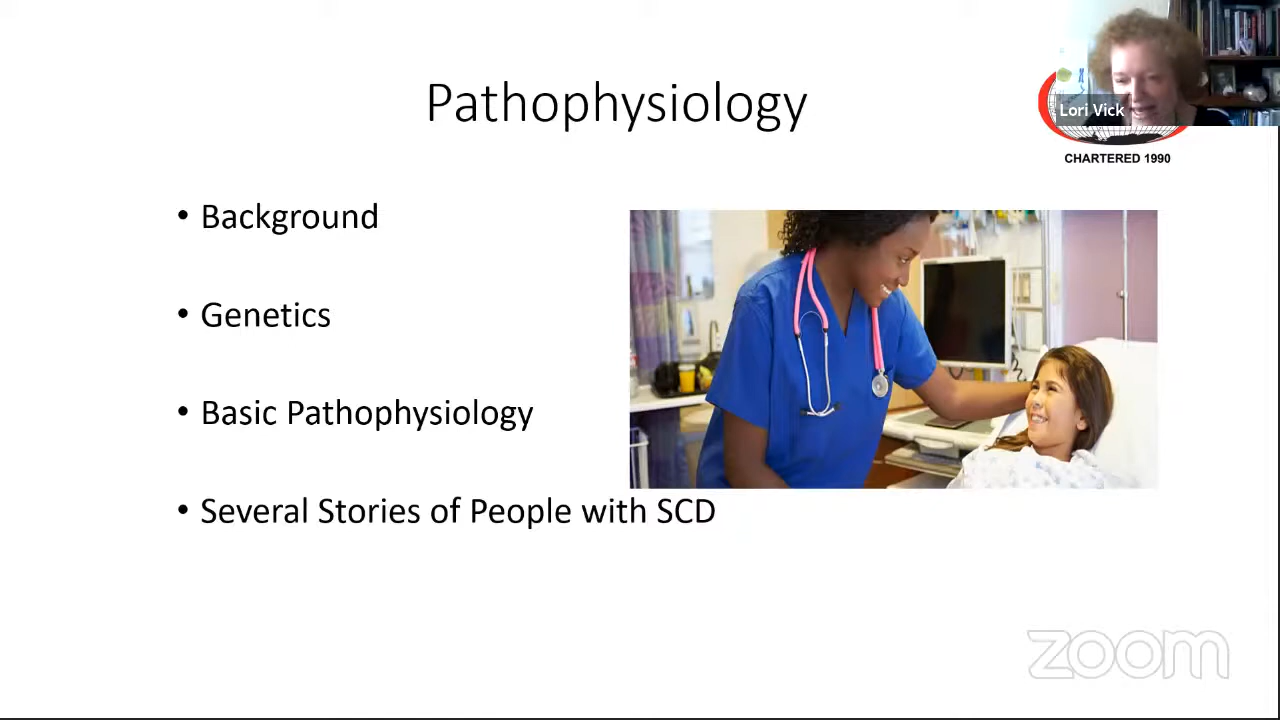 Pathophysiology
Lori Vick
CHARTERED 1990
• Background
• Genetics
• Basic Pathophysiology
• Several Stories of People with SCD
zoom